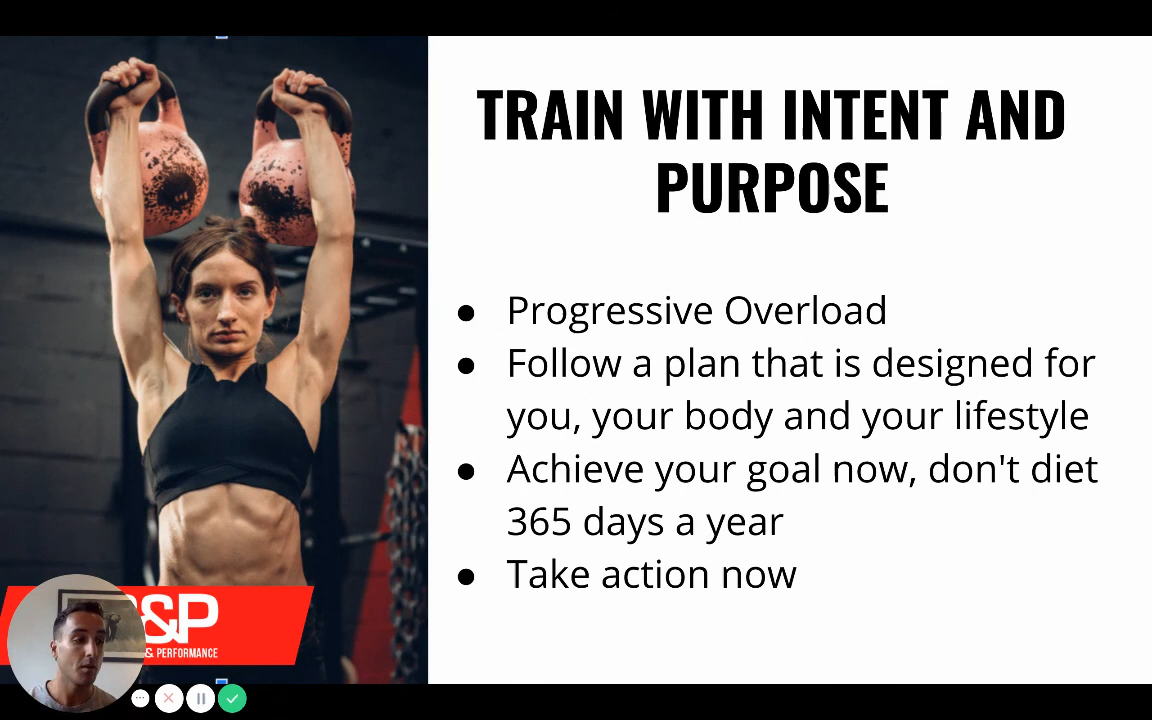 TRAIN WITH INTENT AND
PURPOSE
● Progressive Overload
● Follow a plan that is designed for
you, your body and your lifestyle
● Achieve your goal now, don't diet
365 days a year
● Take action now
&P
& PERFORMANCE